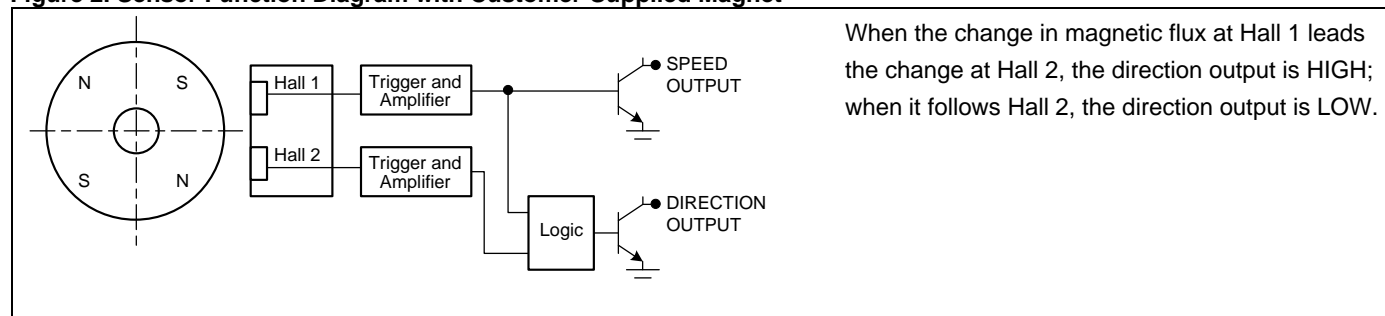 Figure 2. Sensor Function Diagram with Customer-Supplied Magnet
N
S
S
N
Hall 1
Hall 2
Trigger and
Amplifier
Trigger and
Amplifier
Logic
SPEED
OUTPUT
DIRECTION
OUTPUT
When the change in magnetic flux at Hall 1 leads
the change at Hall 2, the direction output is HIGH;
when it follows Hall 2, the direction output is LOW.